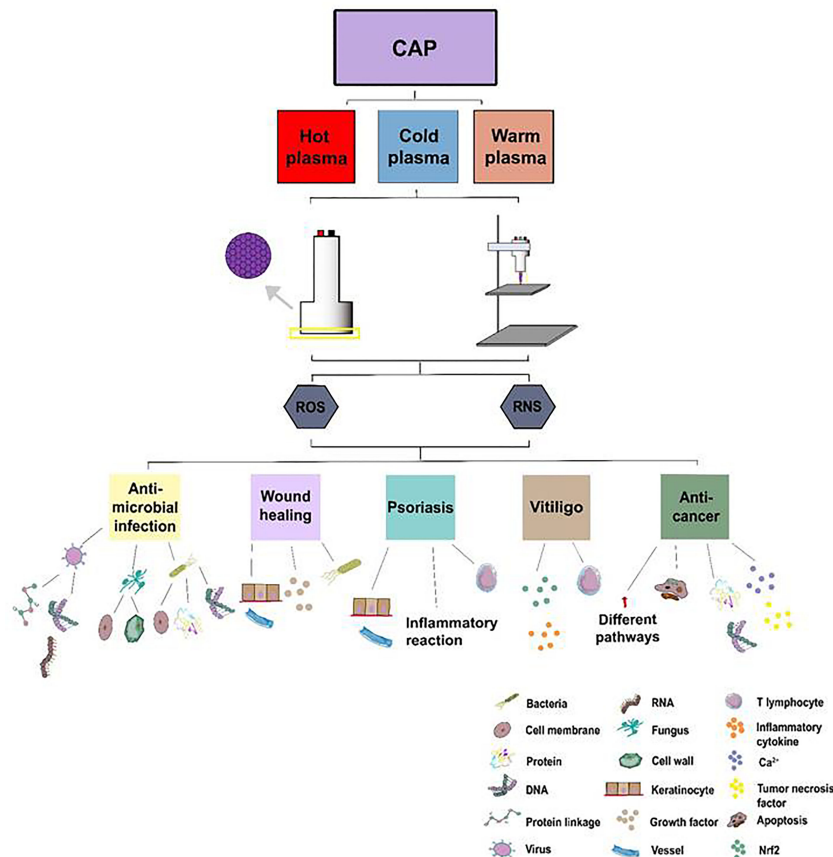 CAP
Hot
plasma
Cold
plasma
Warm
plasma
ROS
RNS
Anti-
microbial
infection
Wound
healing
Psoriasis
Vitiligo
Anti-
cancer
Inflammatory
reaction
Different
pathways
Bacteria
RNA
T lymphocyte
Cell membrane
Fungus
Inflammatory
cytokine
Protein
Cell wall
Ca²⁺
DNA
Keratinocyte
Tumor necrosis
factor
Protein linkage
Growth factor
Apoptosis
Virus
Vessel
Nrf2